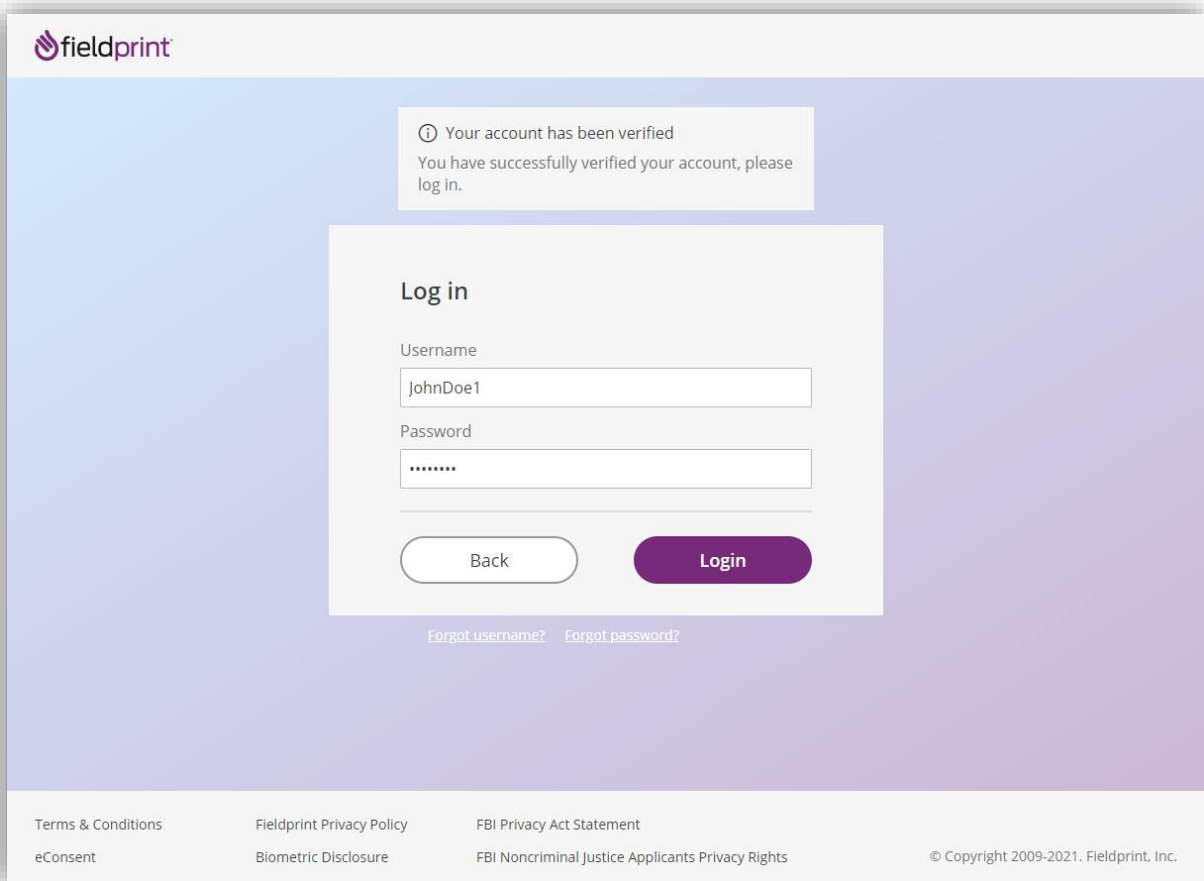 fieldprint
Your account has been verified
You have successfully verified your account, please
log in.
Log in
Username
JohnDoe1
Password
••••••••
Back
Login
Forgot username? Forgot password?
Terms & Conditions
Fieldprint Privacy Policy
FBI Privacy Act Statement
eConsent
Biometric Disclosure
FBI Noncriminal Justice Applicants Privacy Rights
© Copyright 2009-2021. Fieldprint, Inc.